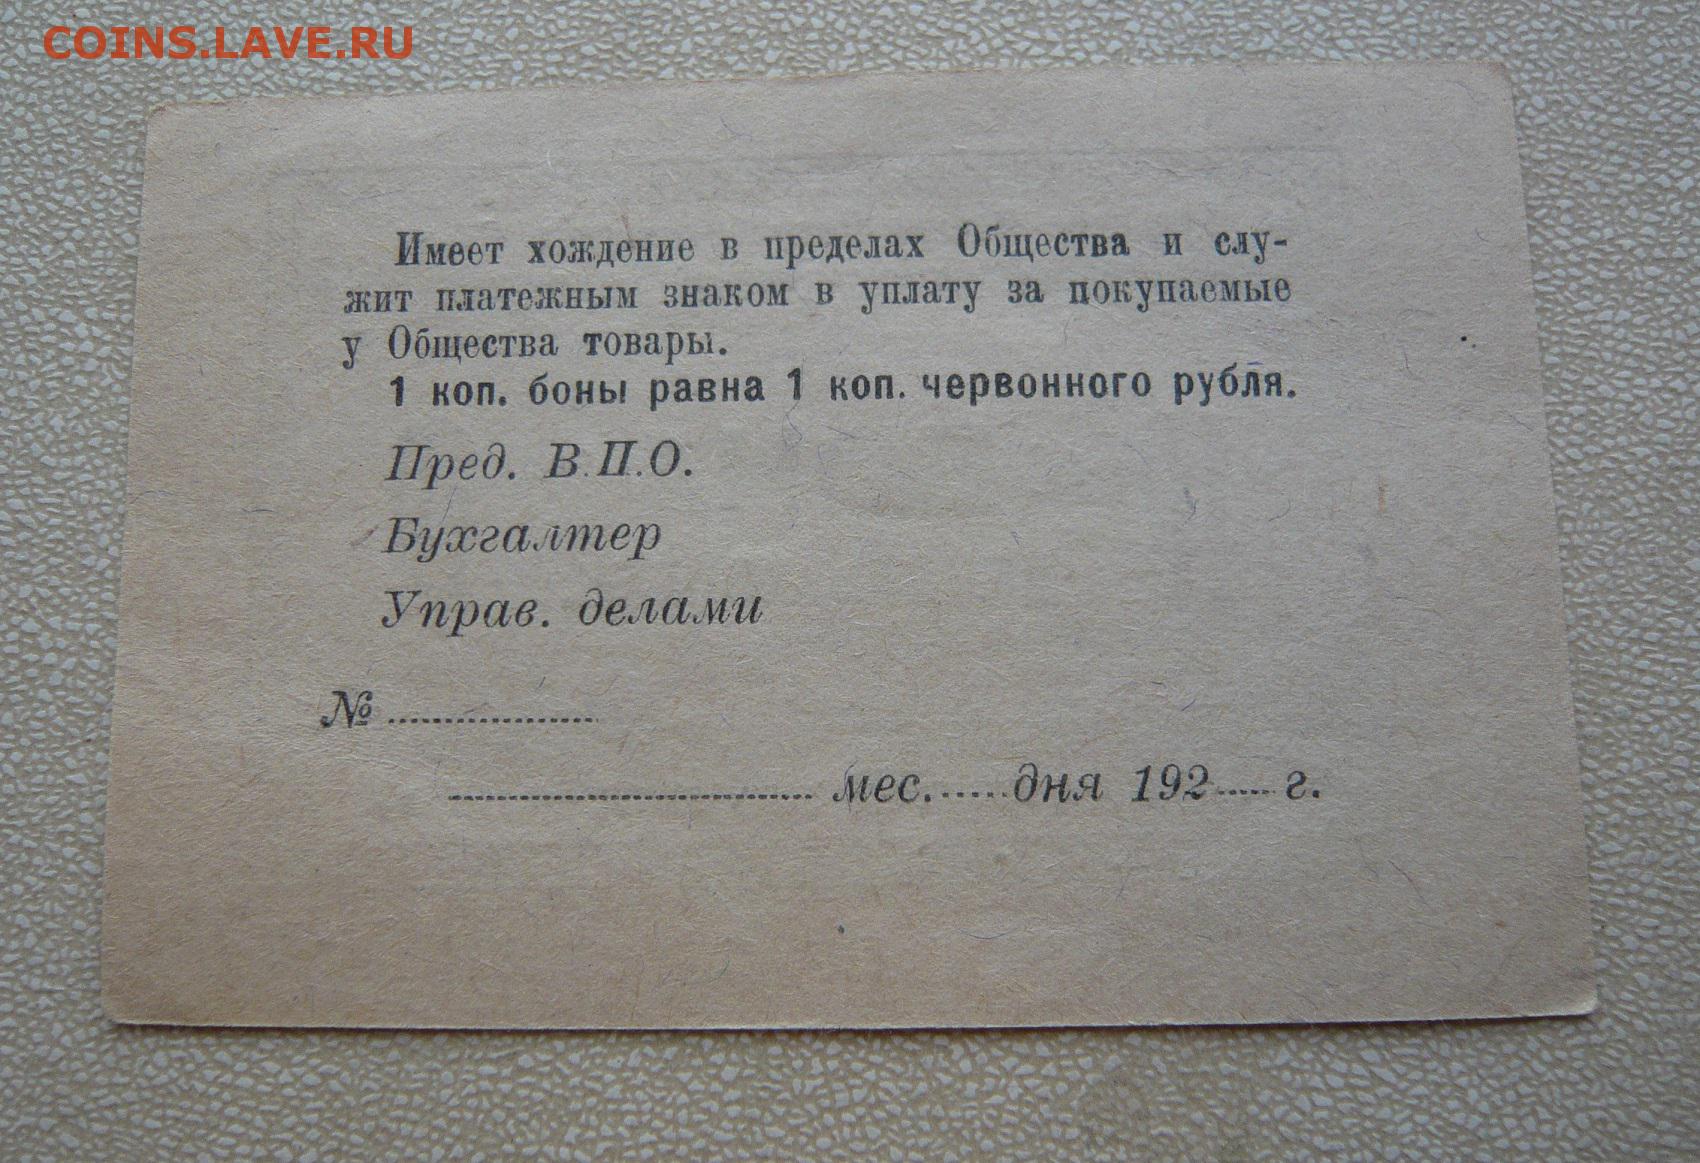 COINS.LAVE.RU
Имеет хождение в пределах Общества и слу-
жит платежным знаком в уплату за покупаемые
у Общества товары.
1 коп. боны равна 1 коп. червонного рубля.
Пред. В.П.О.
Бухгалтер
Управ. делами
№ ....................
.................................... мес. ...... дня 192 ...... г.